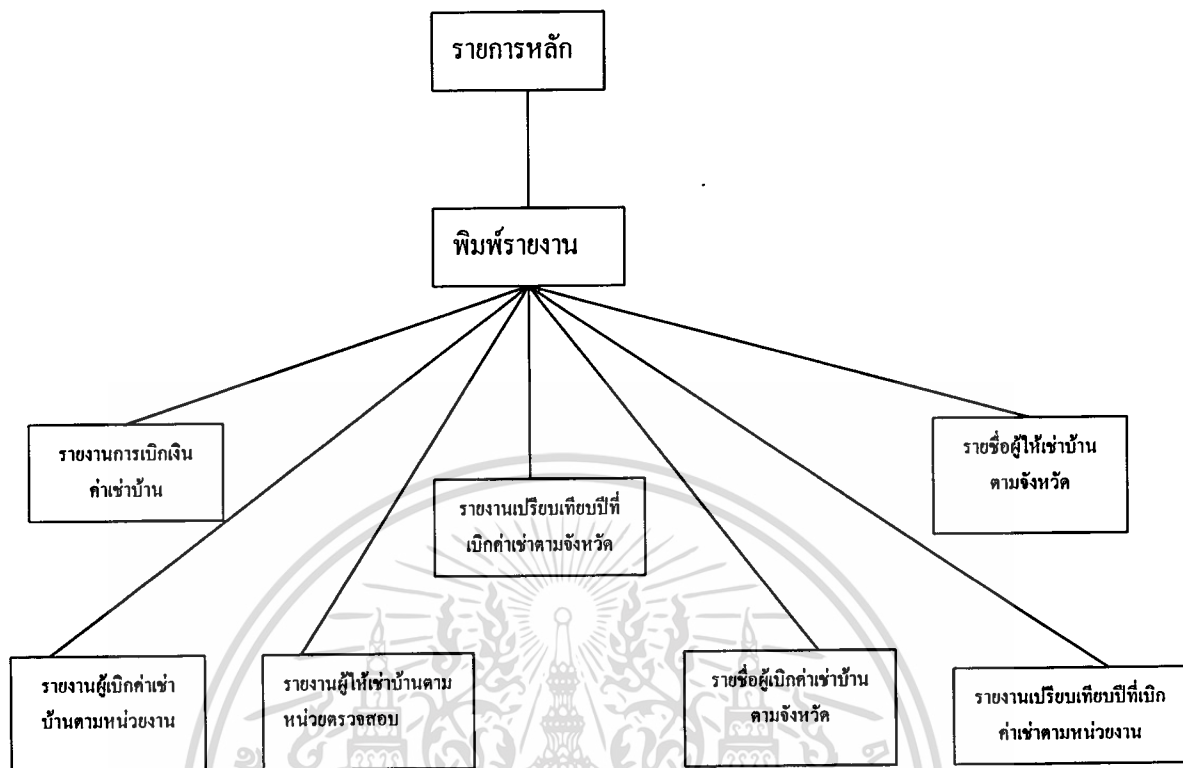 รายการหลัก
พิมพ์รายงาน
รายงานการเบิกเงิน
ค่าเช่าบ้าน
รายงานเปรียบเทียบปีที่
เบิกค่าเช่าตามจังหวัด
รายชื่อผู้ให้เช่าบ้าน
ตามจังหวัด
รายงานผู้เบิกค่าเช่า
บ้านตามหน่วยงาน
รายงานผู้ให้เช่าบ้านตาม
หน่วยตรวจสอบ
รายชื่อผู้เบิกค่าเช่าบ้าน
ตามจังหวัด
รายงานเปรียบเทียบปีที่เบิก
ค่าเช่าตามหน่วยงาน